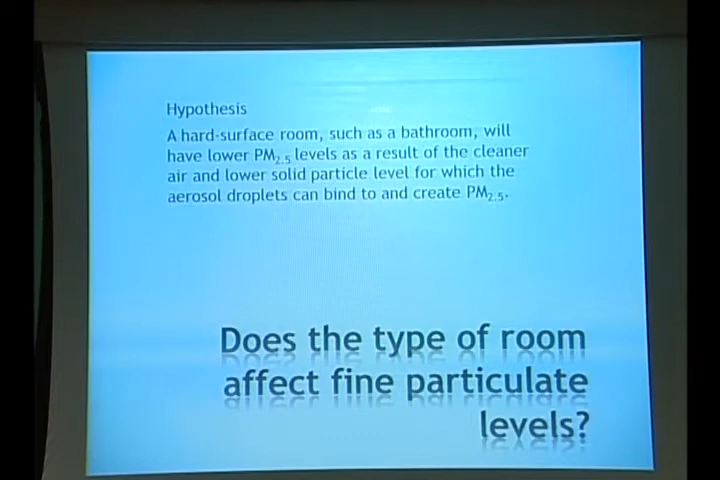 Hypothesis
A hard-surface room, such as a bathroom, will
have lower PM2.5 levels as a result of the cleaner
air and lower solid particle level for which the
aerosol droplets can bind to and create PM2.5.
Does the type of room
affect fine particulate
levels?